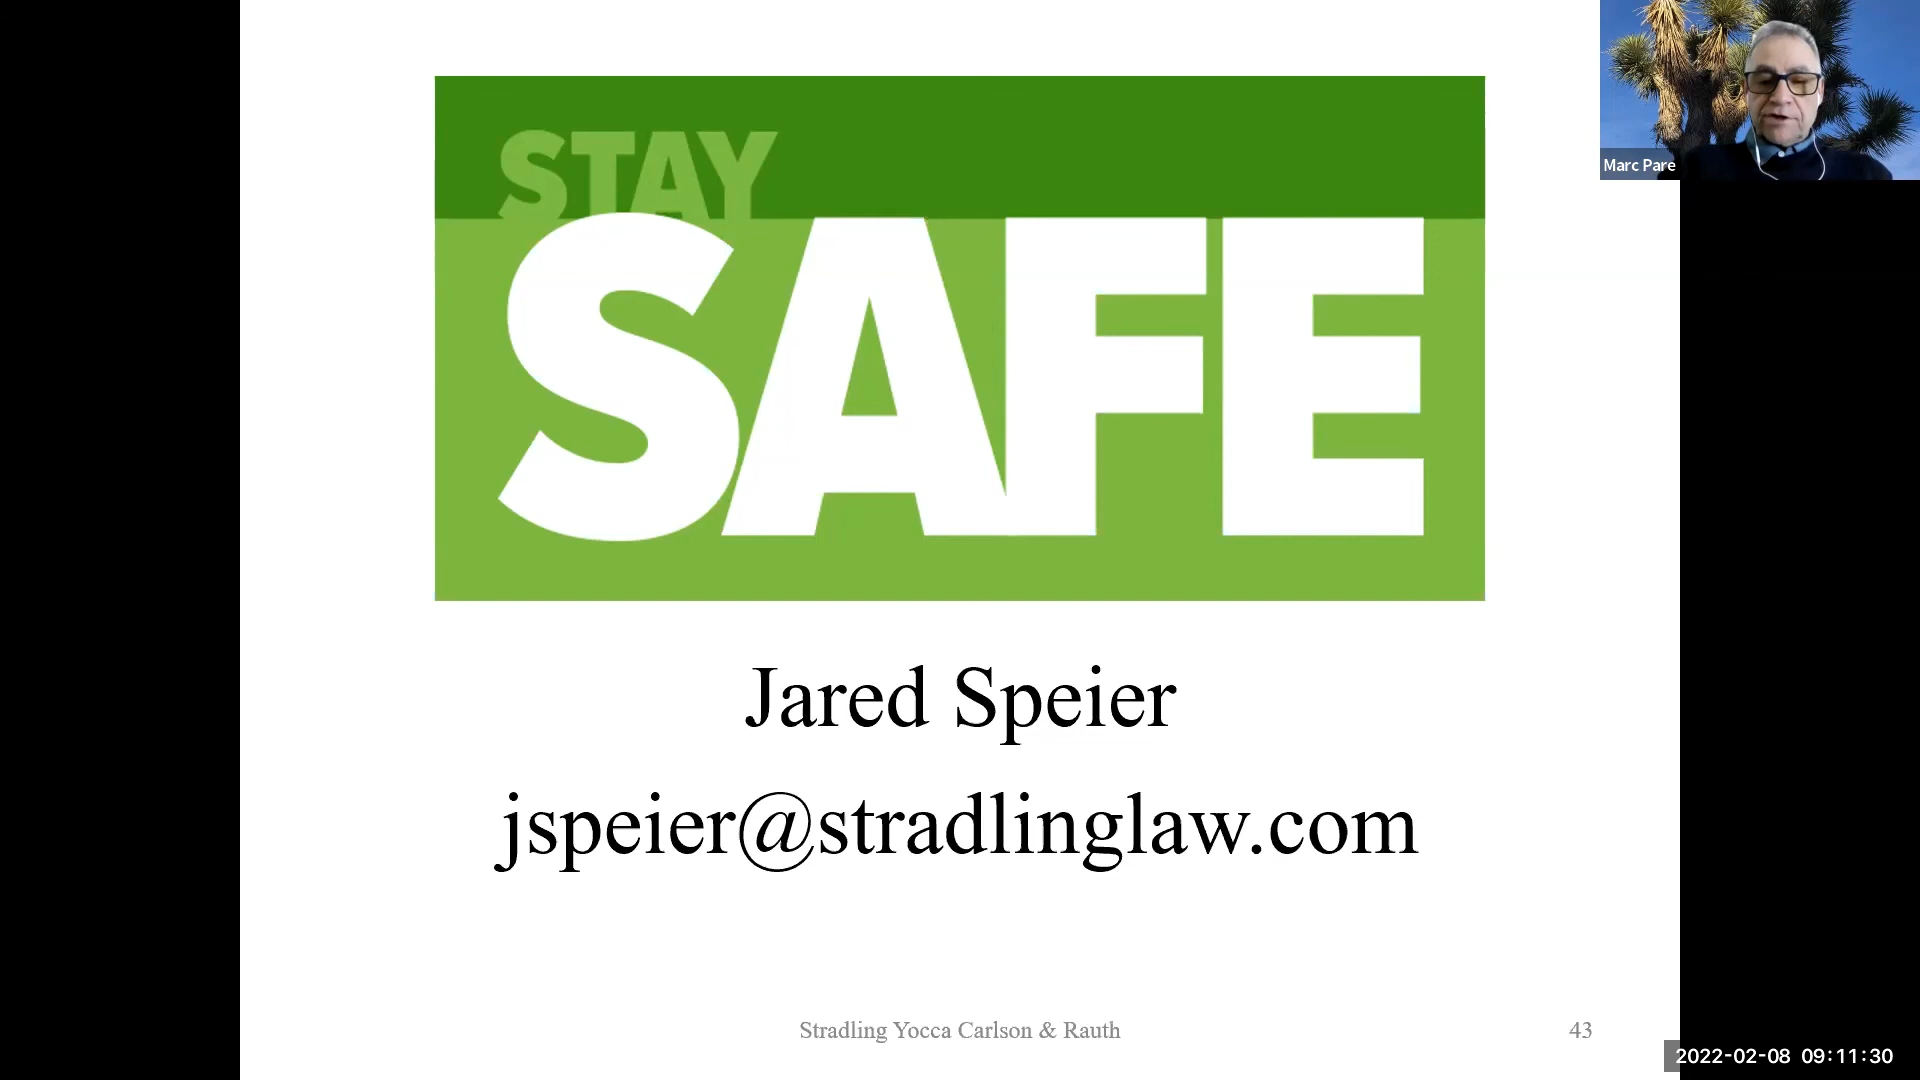 STAY
SAFE
Marc Pare
Jared Speier
jspeier@stradlinglaw.com
Stradling Yocca Carlson & Rauth
43
2022-02-08 09:11:30